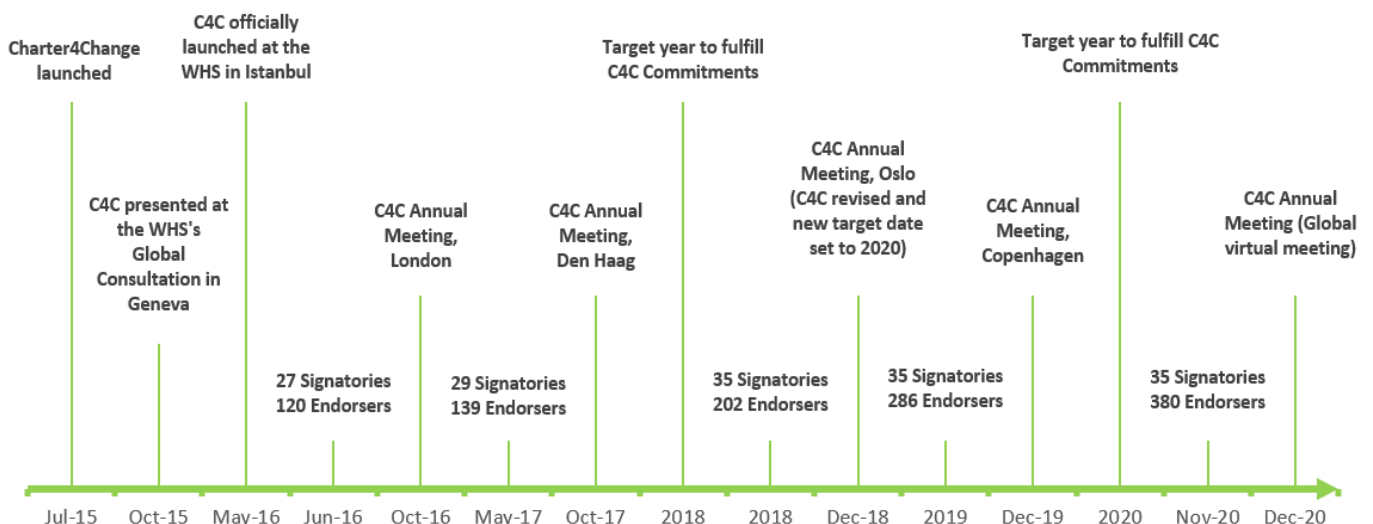 Charter4Change
launched
C4C presented at
the WHS's
Global
Consultation in
Geneva
C4C officially
launched at the
WHS in Istanbul
27 Signatories
120 Endorsers
C4C Annual
Meeting,
London
29 Signatories
139 Endorsers
C4C Annual
Meeting,
Den Haag
Target year to fulfill
C4C Commitments
35 Signatories
202 Endorsers
C4C Annual
Meeting, Oslo
(C4C revised and
new target date
set to 2020)
35 Signatories
286 Endorsers
C4C Annual
Meeting,
Copenhagen
Target year to fulfill C4C
Commitments
35 Signatories
380 Endorsers
C4C Annual
Meeting (Global
virtual meeting)
Jul-15 Oct-15 May-16 Jun-16 Oct-16 May-17 Oct-17 2018 2018 Dec-18 2019 Dec-19 2020 Nov-20 Dec-20